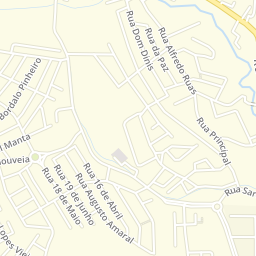 Rua Dom Dinis
Rua da Paz
Rua Alfredo Ruas
Bordalo Pinheiro
Rua Principal
l Manta
ouveia
Rua 16 de Abril
Rua Augusto Amaral
Rua 19 de Junho
Rua 18 de Maio
Rua San
Lopes Vie